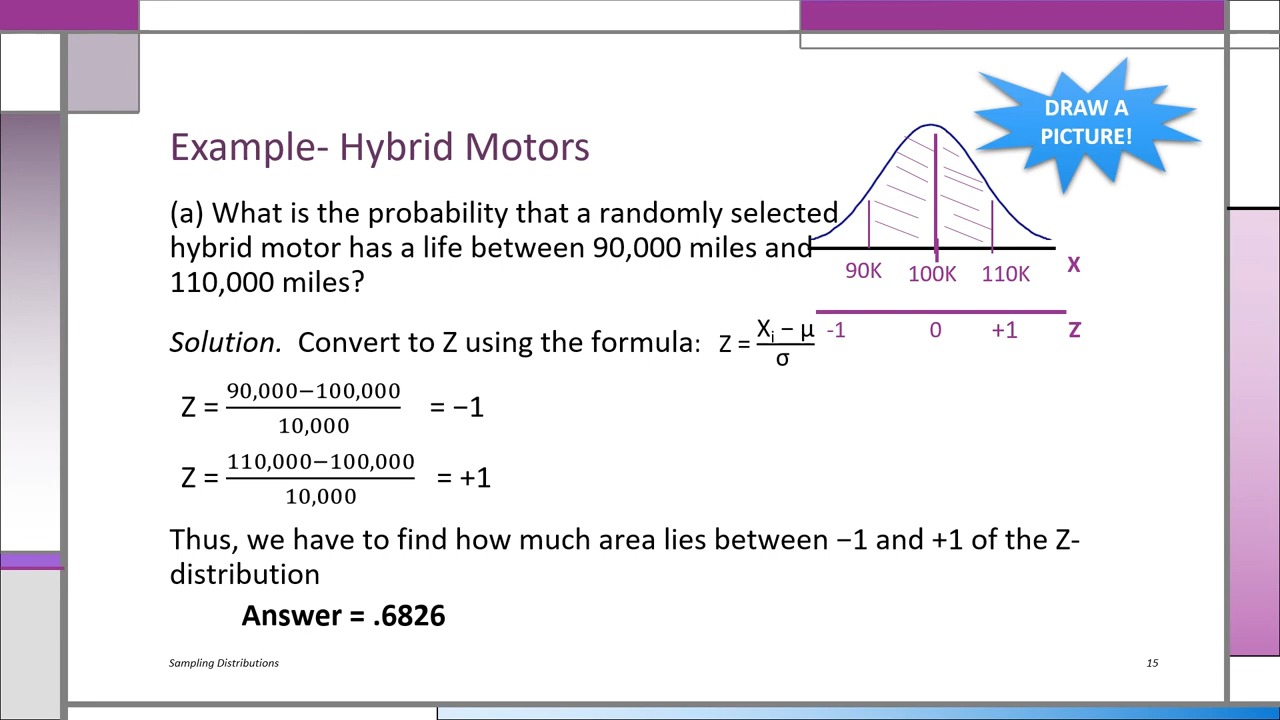 DRAW A
PICTURE!
Example- Hybrid Motors
(a) What is the probability that a randomly selected
hybrid motor has a life between 90,000 miles and
110,000 miles?
90K 100K 110K X
-1 0 +1 Z
Solution. Convert to Z using the formula: Z = (Xᵢ − µ)/σ
Z = (90,000−100,000)/10,000 = −1
Z = (110,000−100,000)/10,000 = +1
Thus, we have to find how much area lies between −1 and +1 of the Z-
distribution
Answer = .6826
Sampling Distributions 15